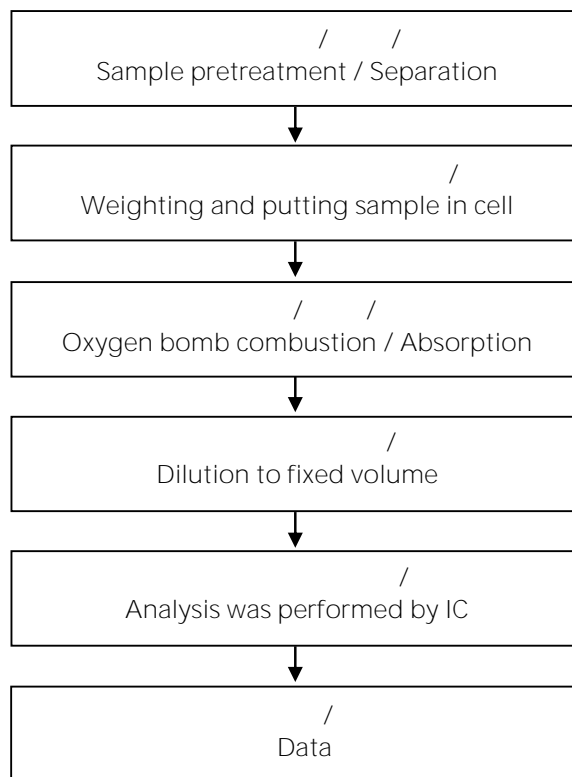 / /
Sample pretreatment / Separation
/
Weighting and putting sample in cell
/ /
Oxygen bomb combustion / Absorption
/
Dilution to fixed volume
/
Analysis was performed by IC
/
Data